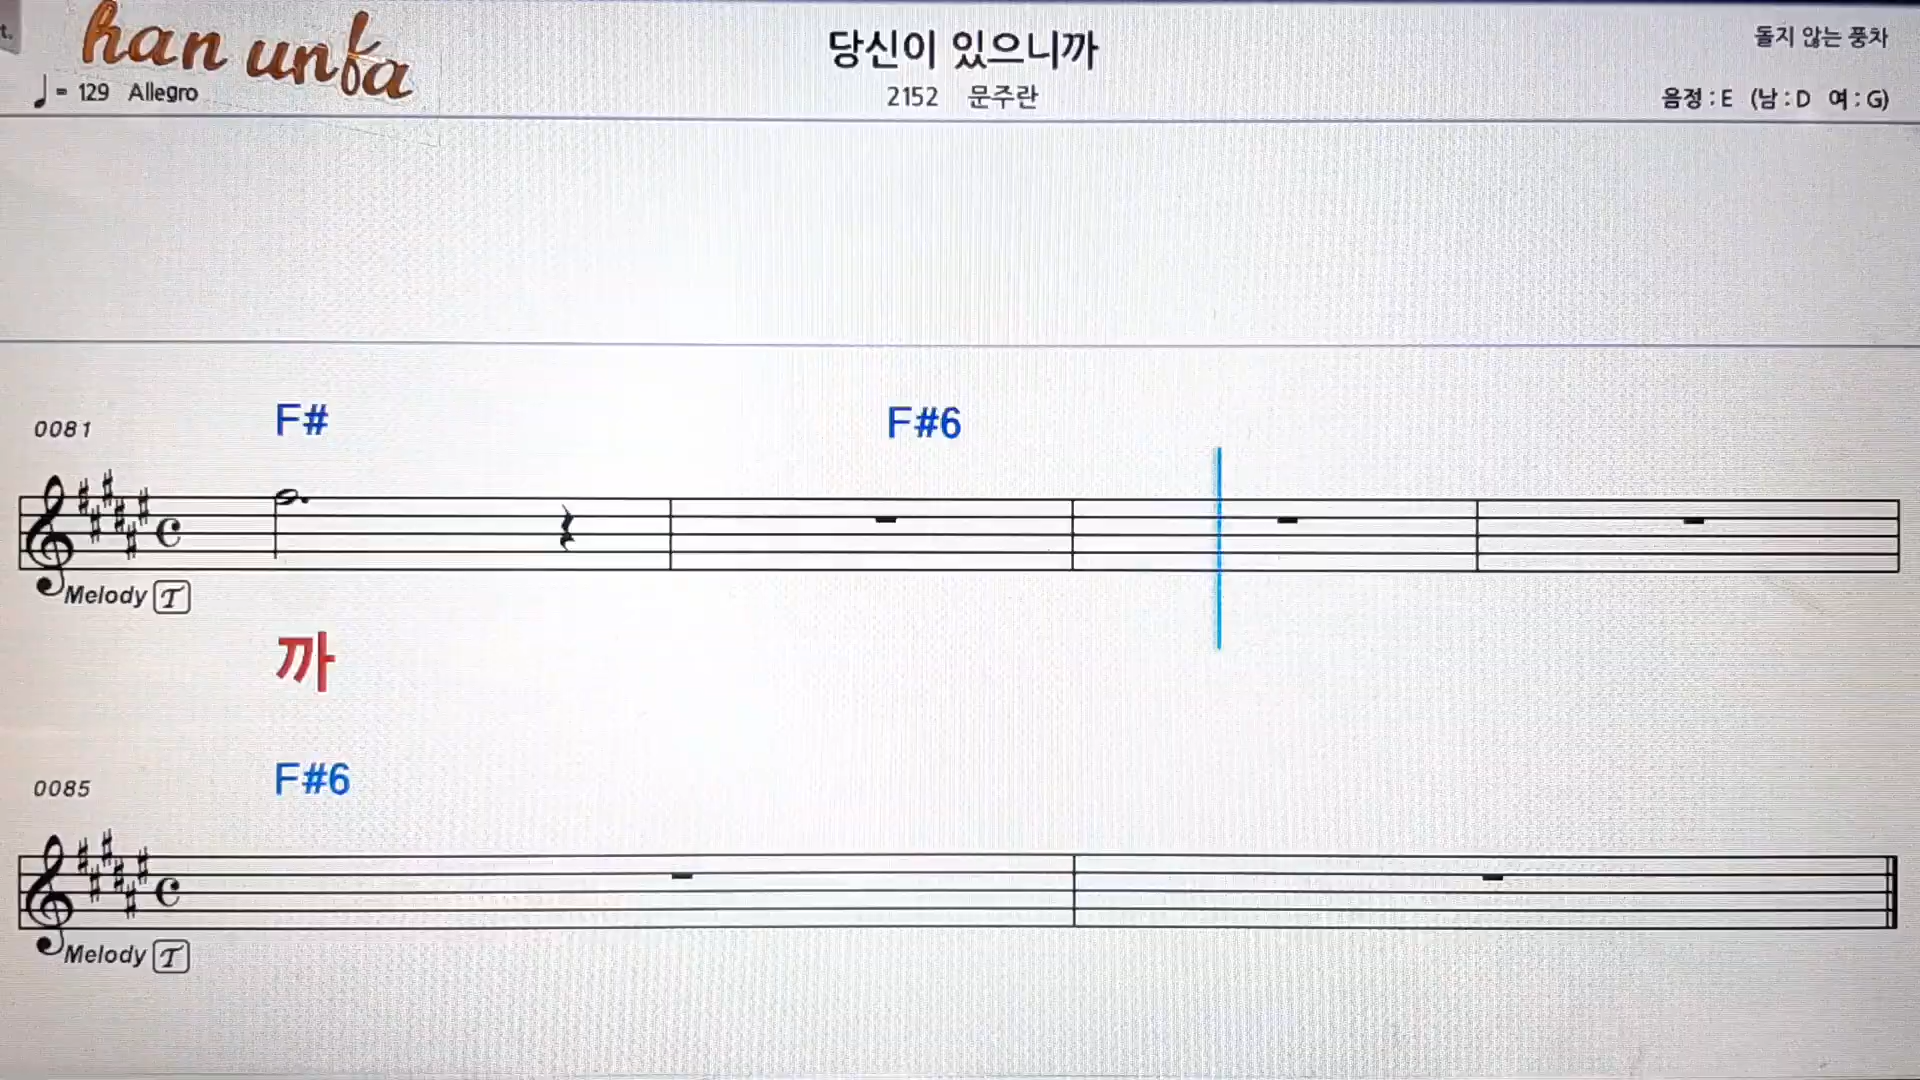 t.
han unfa
당신이 있으니까
돌지 않는 풍차
♩= 129 Allegro
2152 문주란
음정 : E (남 : D 여 : G)
0081 F# F#6
Melody T
까
0085 F#6
Melody T